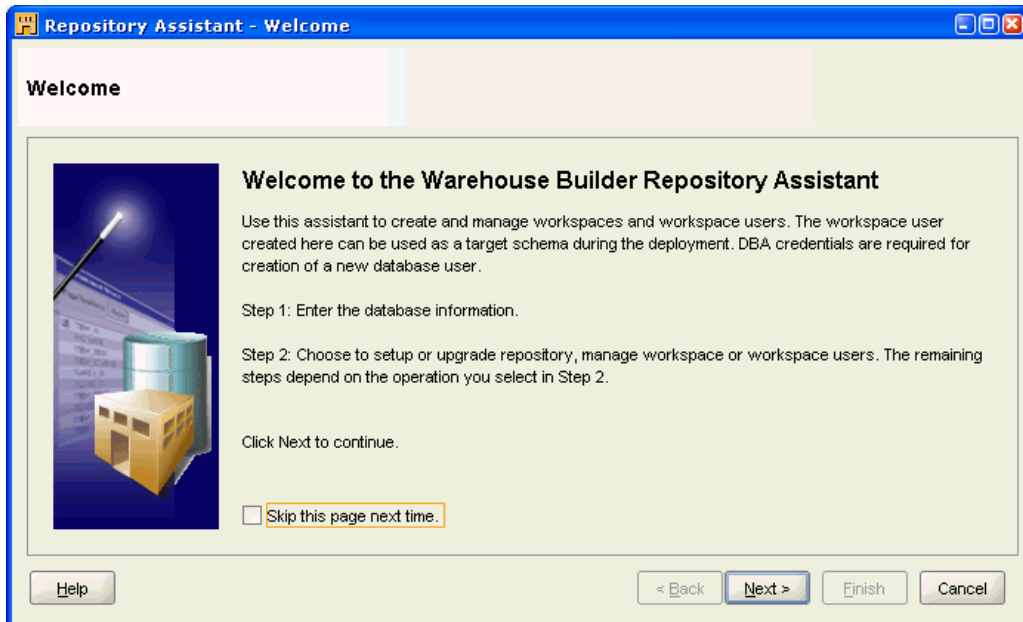 Repository Assistant - Welcome
Welcome
Welcome to the Warehouse Builder Repository Assistant
Use this assistant to create and manage workspaces and workspace users. The workspace user
created here can be used as a target schema during the deployment. DBA credentials are required for
creation of a new database user.
Step 1: Enter the database information.
Step 2: Choose to setup or upgrade repository, manage workspace or workspace users. The remaining
steps depend on the operation you select in Step 2.
Click Next to continue.
Skip this page next time.
Help
< Back
Next >
Finish
Cancel